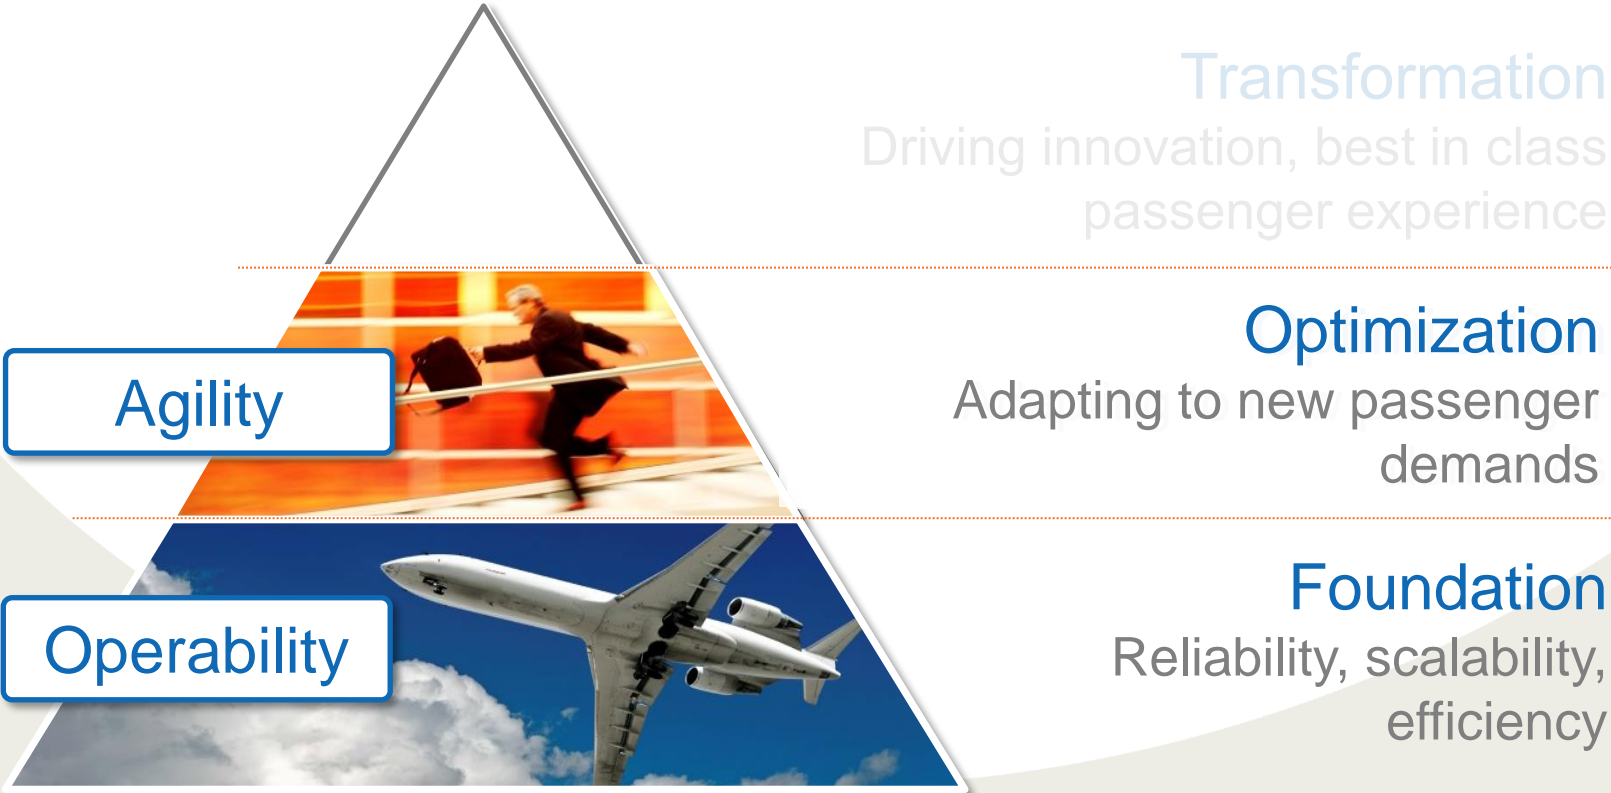 Transformation
Driving innovation, best in class
passenger experience
Optimization
Agility
Adapting to new passenger
demands
Foundation
Operability
Reliability, scalability,
efficiency